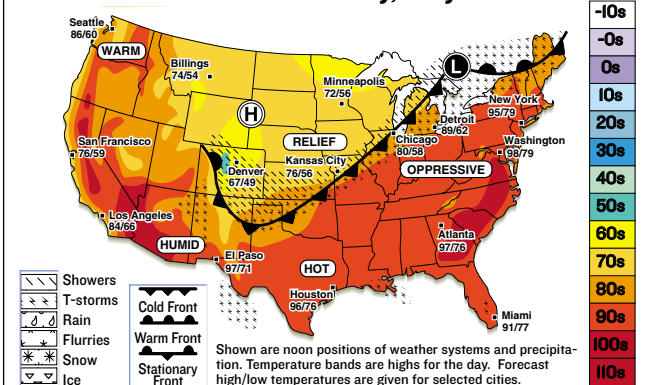 Seattle
86/60
WARM
Billings
74/54
Minneapolis
72/56
L
H
New York
95/79
Detroit
89/62
Washington
98/79
San Francisco
76/59
RELIEF
Chicago
80/58
Denver
67/49
Kansas City
76/56
OPPRESSIVE
Los Angeles
84/66
HUMID
El Paso
97/71
HOT
Atlanta
97/76
Houston
96/76
Miami
91/77
Showers
T-storms
Rain
Flurries
Snow
Ice
Cold Front
Warm Front
Stationary
Front
Shown are noon positions of weather systems and precipita-
tion. Temperature bands are highs for the day. Forecast
high/low temperatures are given for selected cities.
-10s
-0s
0s
10s
20s
30s
40s
50s
60s
70s
80s
90s
100s
110s